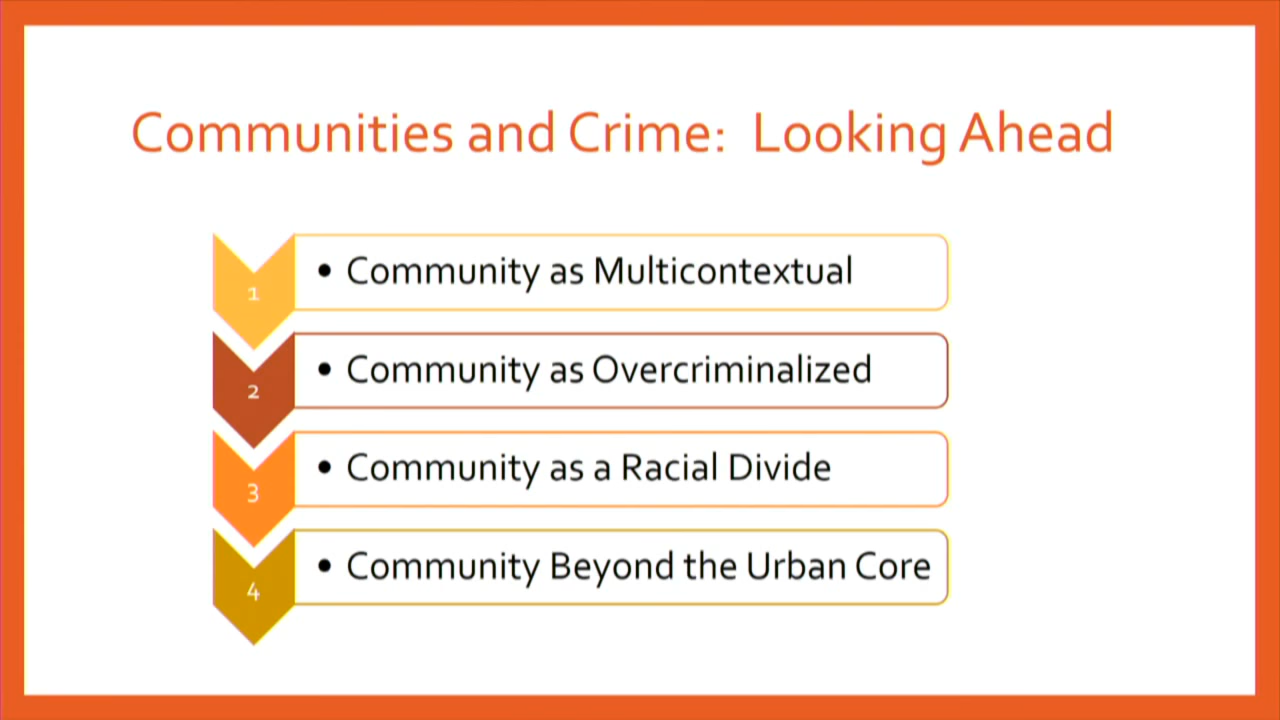 Communities and Crime: Looking Ahead
1
• Community as Multicontextual
2
• Community as Overcriminalized
3
• Community as a Racial Divide
4
• Community Beyond the Urban Core